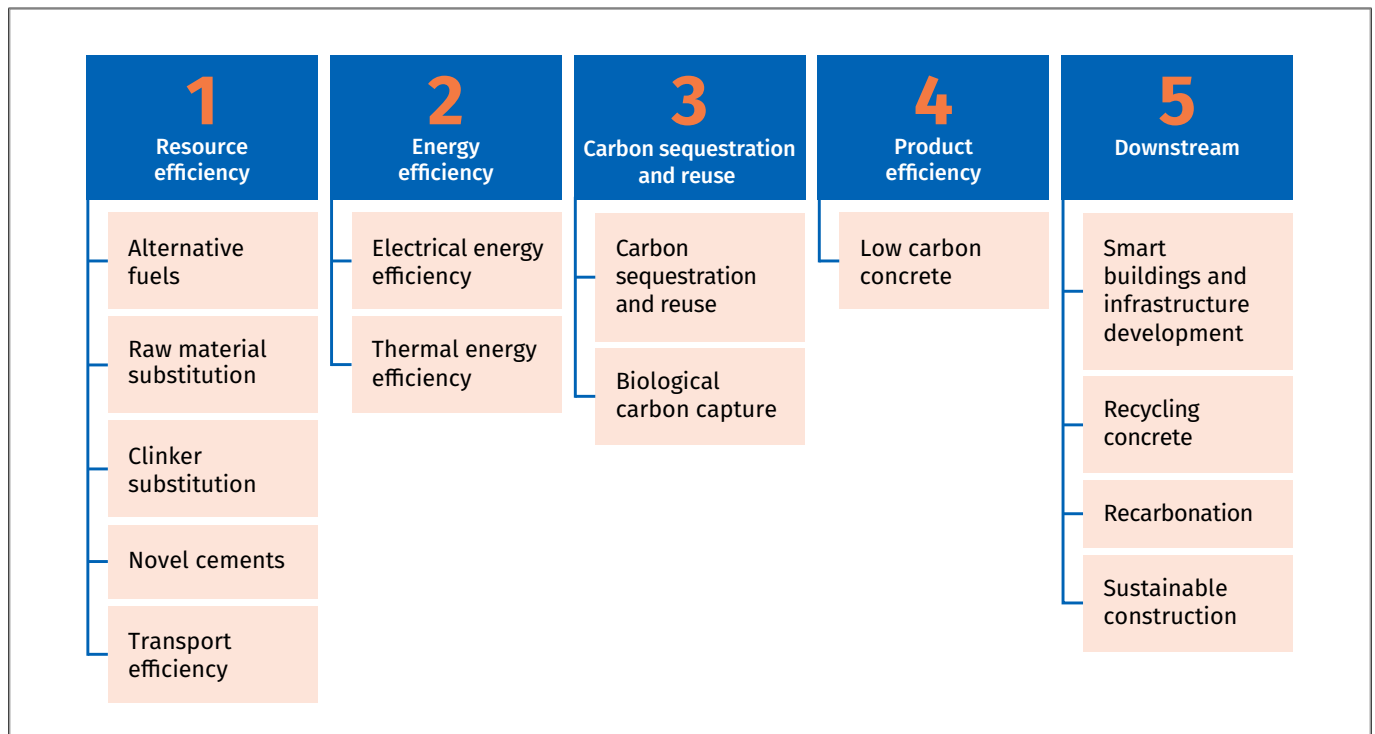 1
Resource
efficiency
Alternative
fuels
Raw material
substitution
Clinker
substitution
Novel cements
Transport
efficiency
2
Energy
efficiency
Electrical energy
efficiency
Thermal energy
efficiency
3
Carbon sequestration
and reuse
Carbon
sequestration
and reuse
Biological
carbon capture
4
Product
efficiency
Low carbon
concrete
5
Downstream
Smart
buildings and
infrastructure
development
Recycling
concrete
Recarbonation
Sustainable
construction